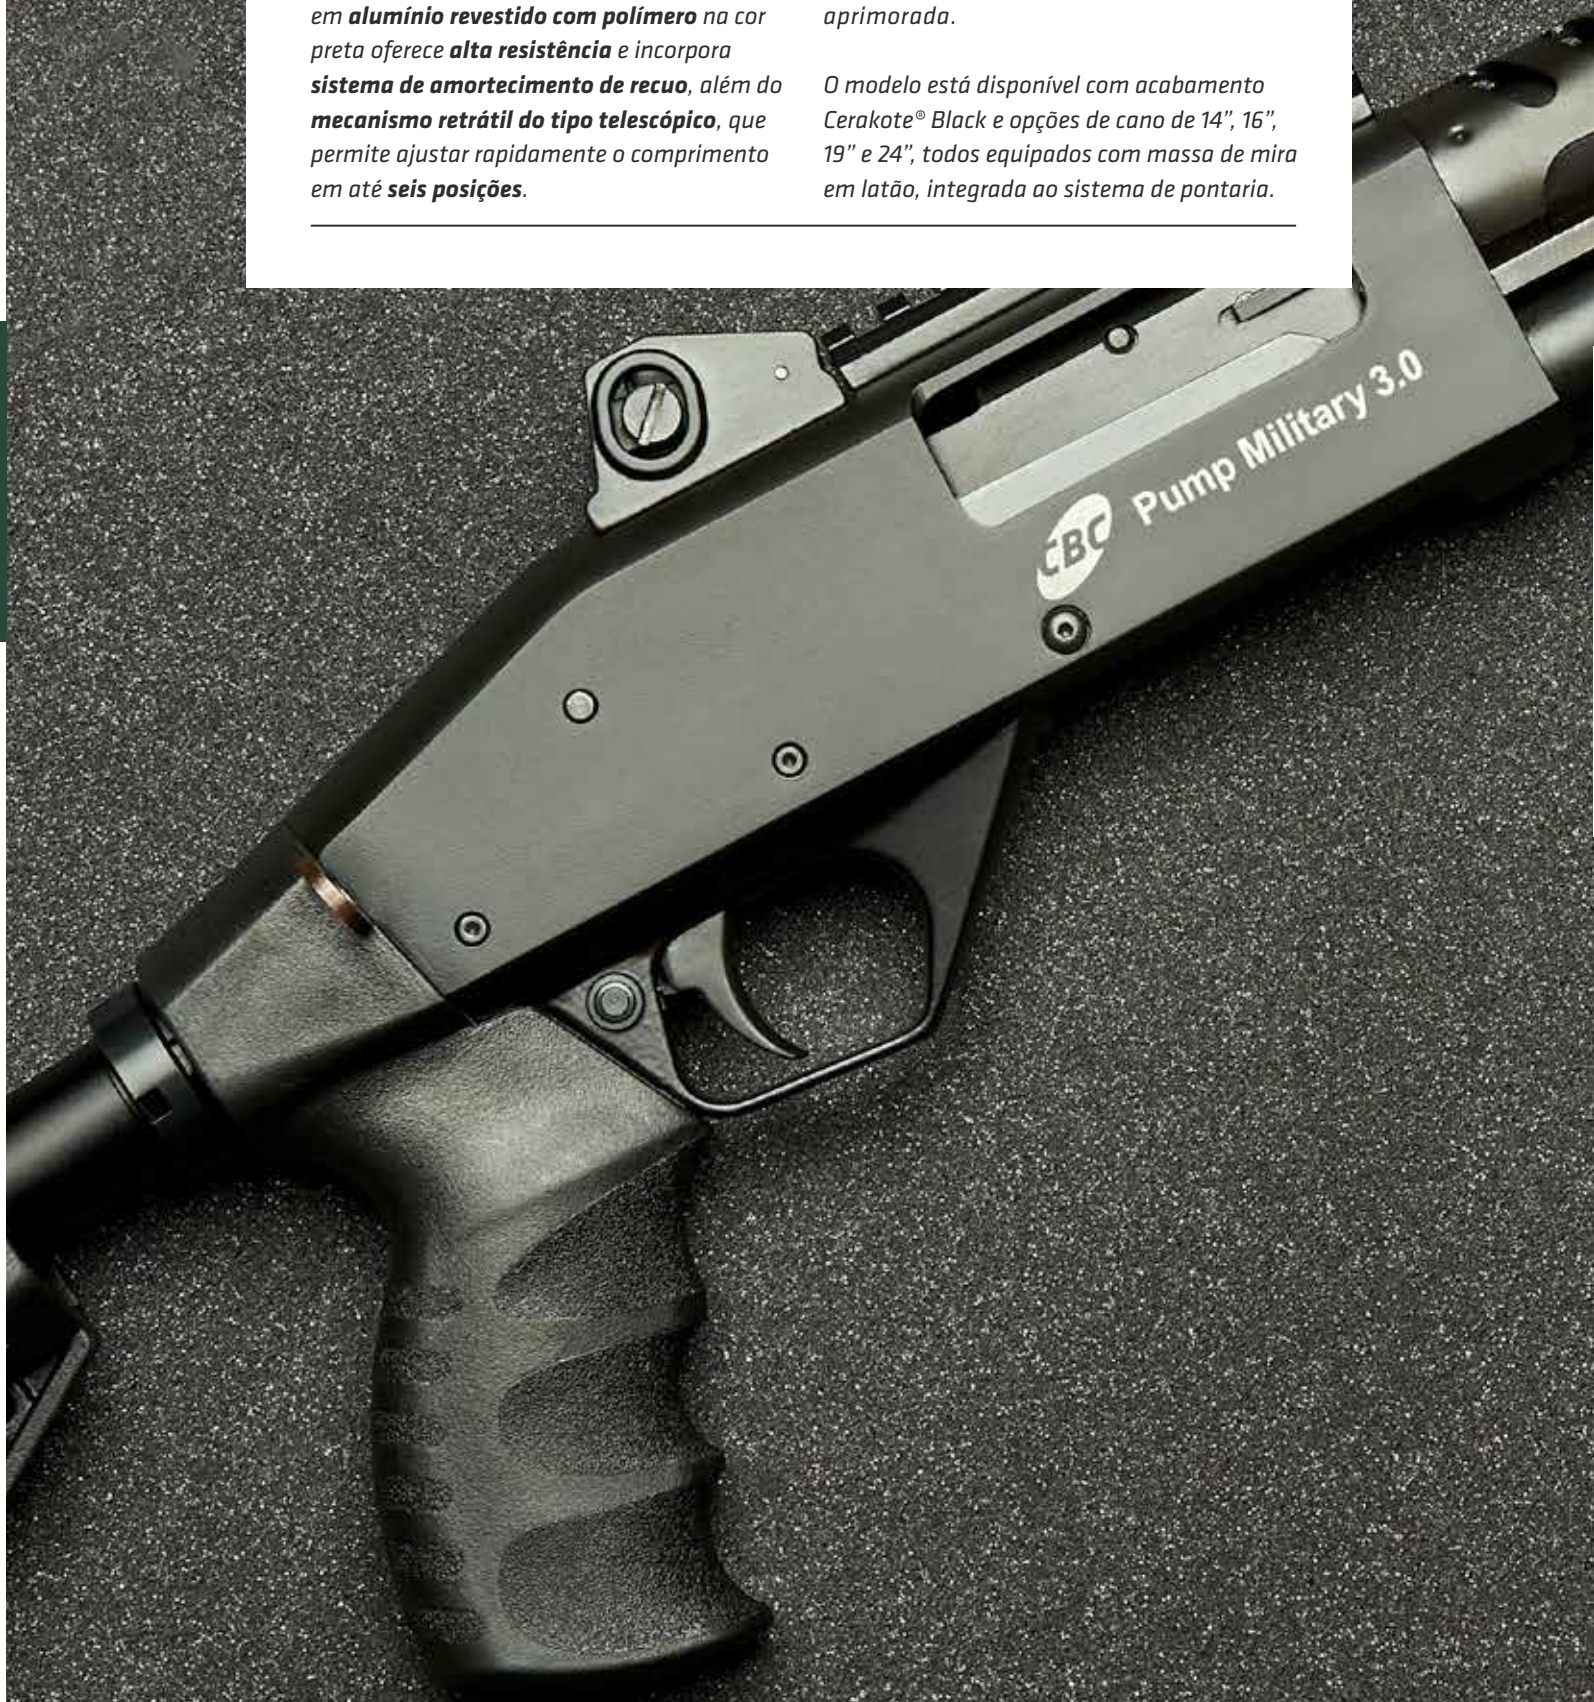 em alumínio revestido com polímero na cor
preta oferece alta resistência e incorpora
sistema de amortecimento de recuo, além do
mecanismo retrátil do tipo telescópico, que
permite ajustar rapidamente o comprimento
em até seis posições.
aprimorada.
O modelo está disponível com acabamento
Cerakote® Black e opções de cano de 14”, 16”,
19” e 24”, todos equipados com massa de mira
em latão, integrada ao sistema de pontaria.
CBC Pump Military 3.0